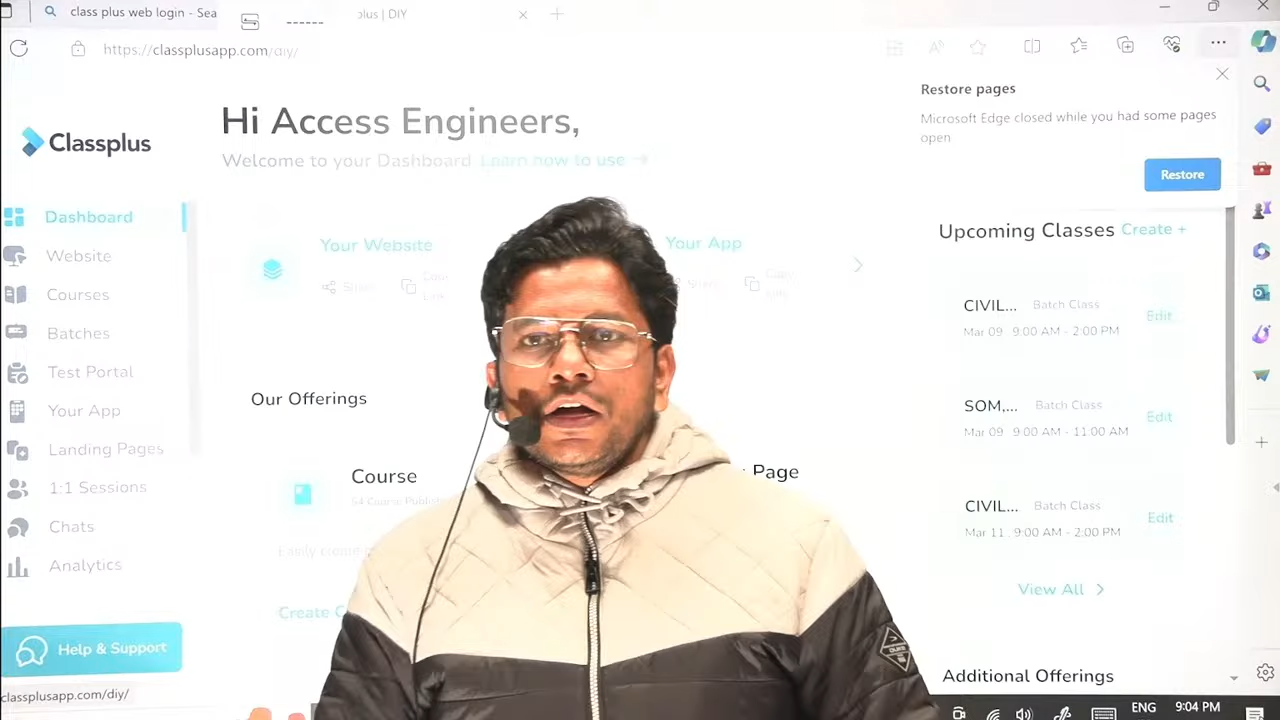 class plus web login - Sea
plus | DIY
https://classplusapp.com/diy/
Restore pages
Microsoft Edge closed while you had some pages
open
Restore
Hi Access Engineers,
Welcome to your Dashboard Learn how to use →
Classplus
Dashboard
Website
Courses
Batches
Test Portal
Your App
Landing Pages
1:1 Sessions
Chats
Analytics
Help & Support
classplusapp.com/diy/
Your Website
Share
Your App
Share
Our Offerings
Course
54 Course
Page
Create
Upcoming Classes Create +
CIVIL... Batch Class
Mar 09, 9:00 AM - 2:00 PM
Edit
SOM,... Batch Class
Mar 09, 9:00 AM - 11:00 AM
Edit
CIVIL... Batch Class
Mar 11, 9:00 AM - 2:00 PM
Edit
View All >
Additional Offerings
DUKE
ENG 9:04 PM